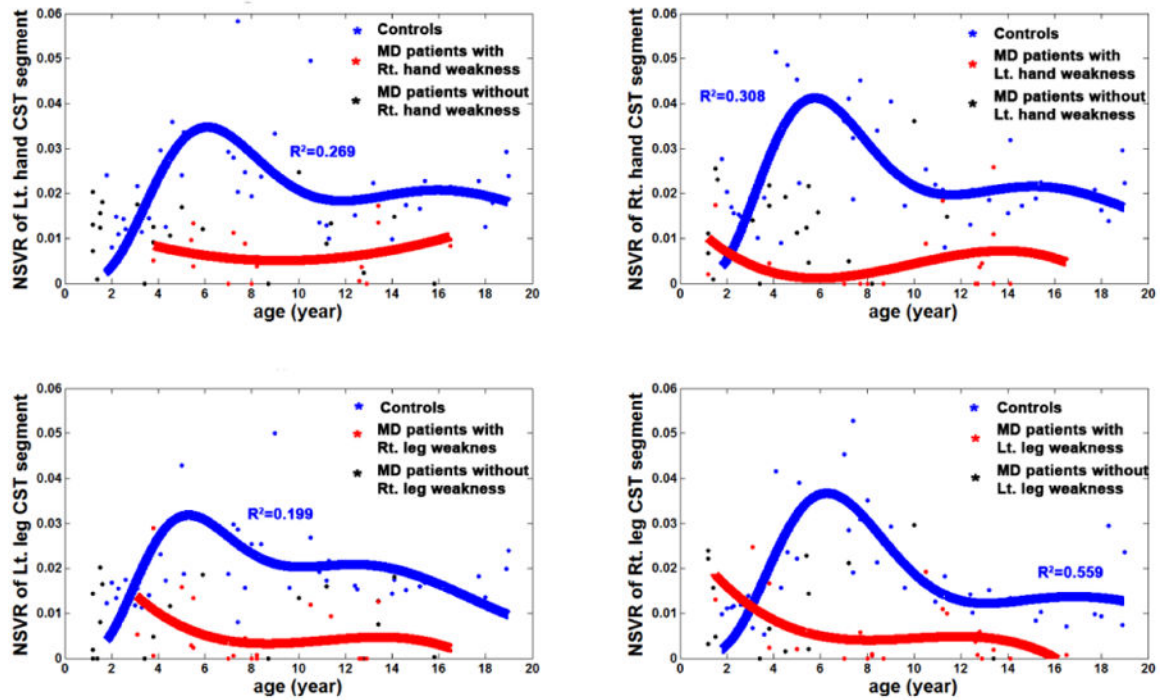 0.06
0.05
0.04
0.03
0.02
0.01
0
NSVR of Lt. hand CST segment
Controls
MD patients with
Rt. hand weakness
MD patients without
Rt. hand weakness
R²=0.269
0 2 4 6 8 10 12 14 16 18 20
age (year)
0.06
0.05
0.04
0.03
0.02
0.01
0
NSVR of Rt. hand CST segment
Controls
MD patients with
Lt. hand weakness
MD patients without
Lt. hand weakness
R²=0.308
0 2 4 6 8 10 12 14 16 18 20
age (year)
0.06
0.05
0.04
0.03
0.02
0.01
0
NSVR of Lt. leg CST segment
Controls
MD patients with
Rt. leg weaknes
MD patients without
Rt. leg weakness
R²=0.199
0 2 4 6 8 10 12 14 16 18 20
age (year)
0.06
0.05
0.04
0.03
0.02
0.01
0
NSVR of Rt. leg CST segment
Controls
MD patients with
Lt. leg weakness
MD patients without
Lt. leg weakness
R²=0.559
0 2 4 6 8 10 12 14 16 18 20
age (year)